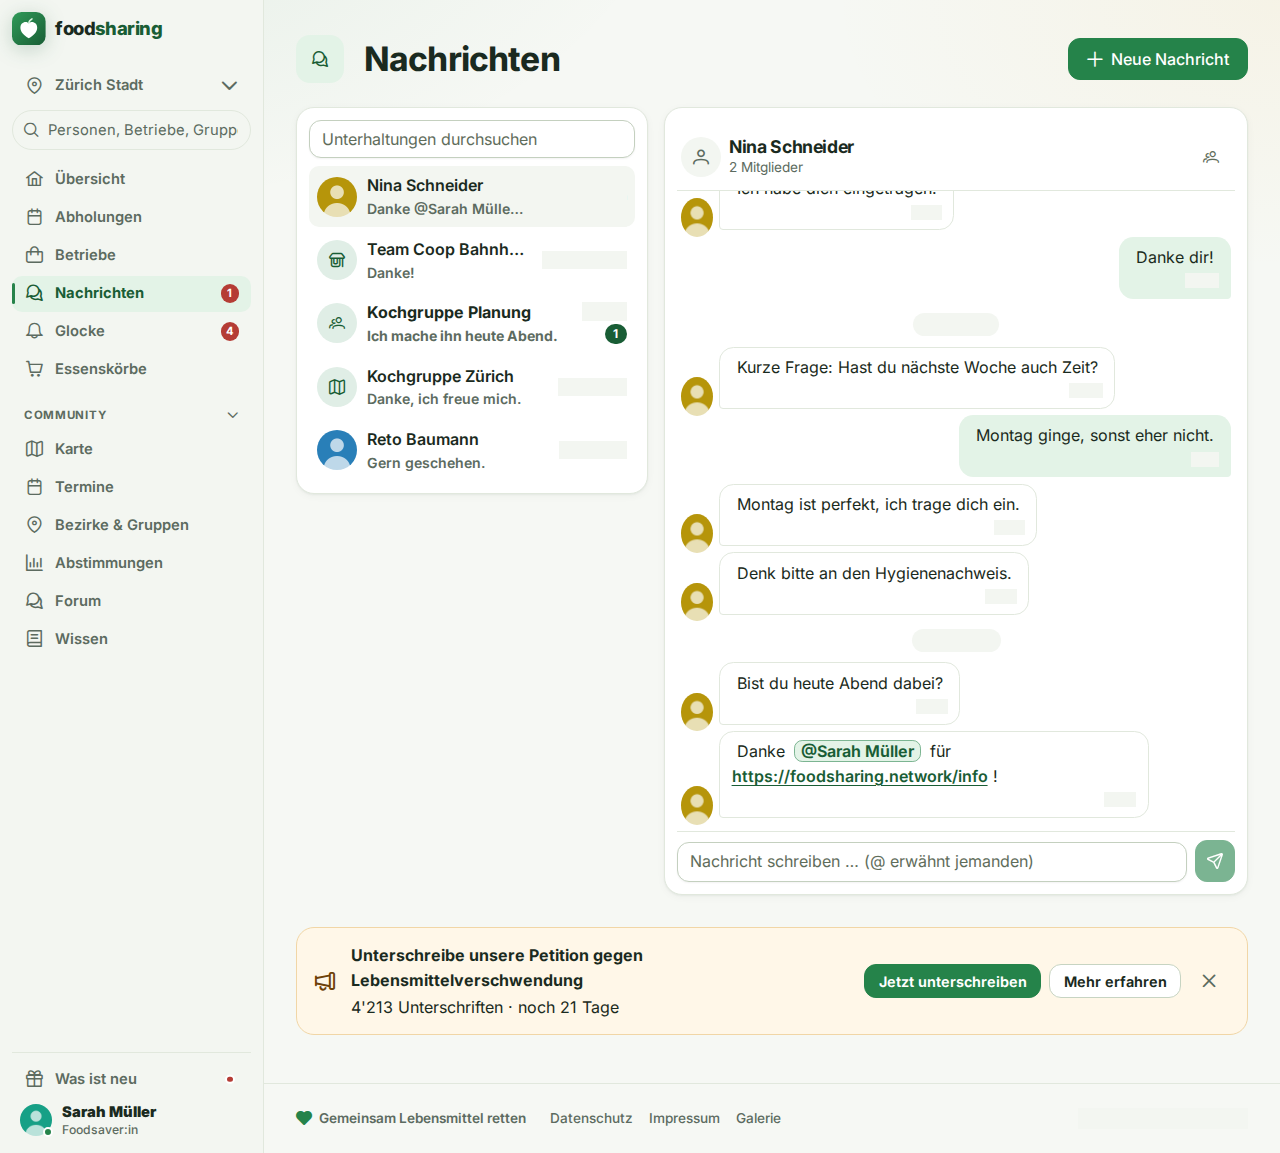 foodsharing
Zürich Stadt
Personen, Betriebe, Grupp
Übersicht
Abholungen
Betriebe
Nachrichten 1
Glocke 4
Essenskörbe
COMMUNITY
Karte
Termine
Bezirke & Gruppen
Abstimmungen
Forum
Wissen
Was ist neu
Sarah Müller
Foodsaver:in
Nachrichten
Neue Nachricht
Unterhaltungen durchsuchen
Nina Schneider
Danke @Sarah Mülle...
Team Coop Bahnh...
Danke!
Kochgruppe Planung
Ich mache ihn heute Abend. 1
Kochgruppe Zürich
Danke, ich freue mich.
Reto Baumann
Gern geschehen.
Nina Schneider
2 Mitglieder
Ich habe dich eingetragen.
Danke dir!
Kurze Frage: Hast du nächste Woche auch Zeit?
Montag ginge, sonst eher nicht.
Montag ist perfekt, ich trage dich ein.
Denk bitte an den Hygienenachweis.
Bist du heute Abend dabei?
Danke @Sarah Müller für
https://foodsharing.network/info !
Nachricht schreiben ... (@ erwähnt jemanden)
Unterschreibe unsere Petition gegen
Lebensmittelverschwendung
4'213 Unterschriften · noch 21 Tage
Jetzt unterschreiben
Mehr erfahren
Gemeinsam Lebensmittel retten
Datenschutz
Impressum
Galerie